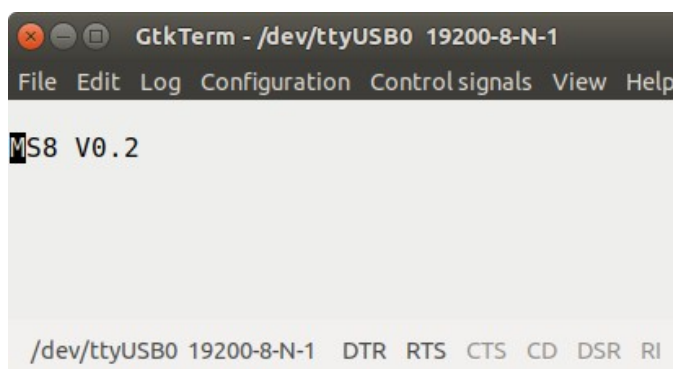 GtkTerm - /dev/ttyUSB0 19200-8-N-1
File Edit Log Configuration Control signals View Help
MS8 V0.2
/dev/ttyUSB0 19200-8-N-1 DTR RTS CTS CD DSR RI